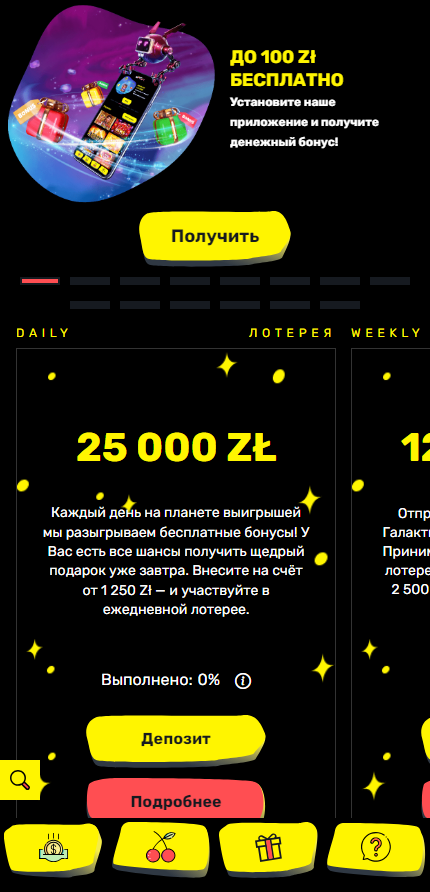 ДО 100 Zł
БЕСПЛАТНО
Установите наше
приложение и получите
денежный бонус!
Получить
DAILY
ЛОТЕРЕЯ
WEEKLY
25 000 ZŁ
12
Каждый день на планете выигрышей
мы разыгрываем бесплатные бонусы! У
Вас есть все шансы получить щедрый
подарок уже завтра. Внесите на счёт
от 1 250 Zł – и участвуйте в
ежедневной лотерее.
Отпр
Галакт
Приним
лотере
2 500
Выполнено: 0%
Депозит
Подробнее